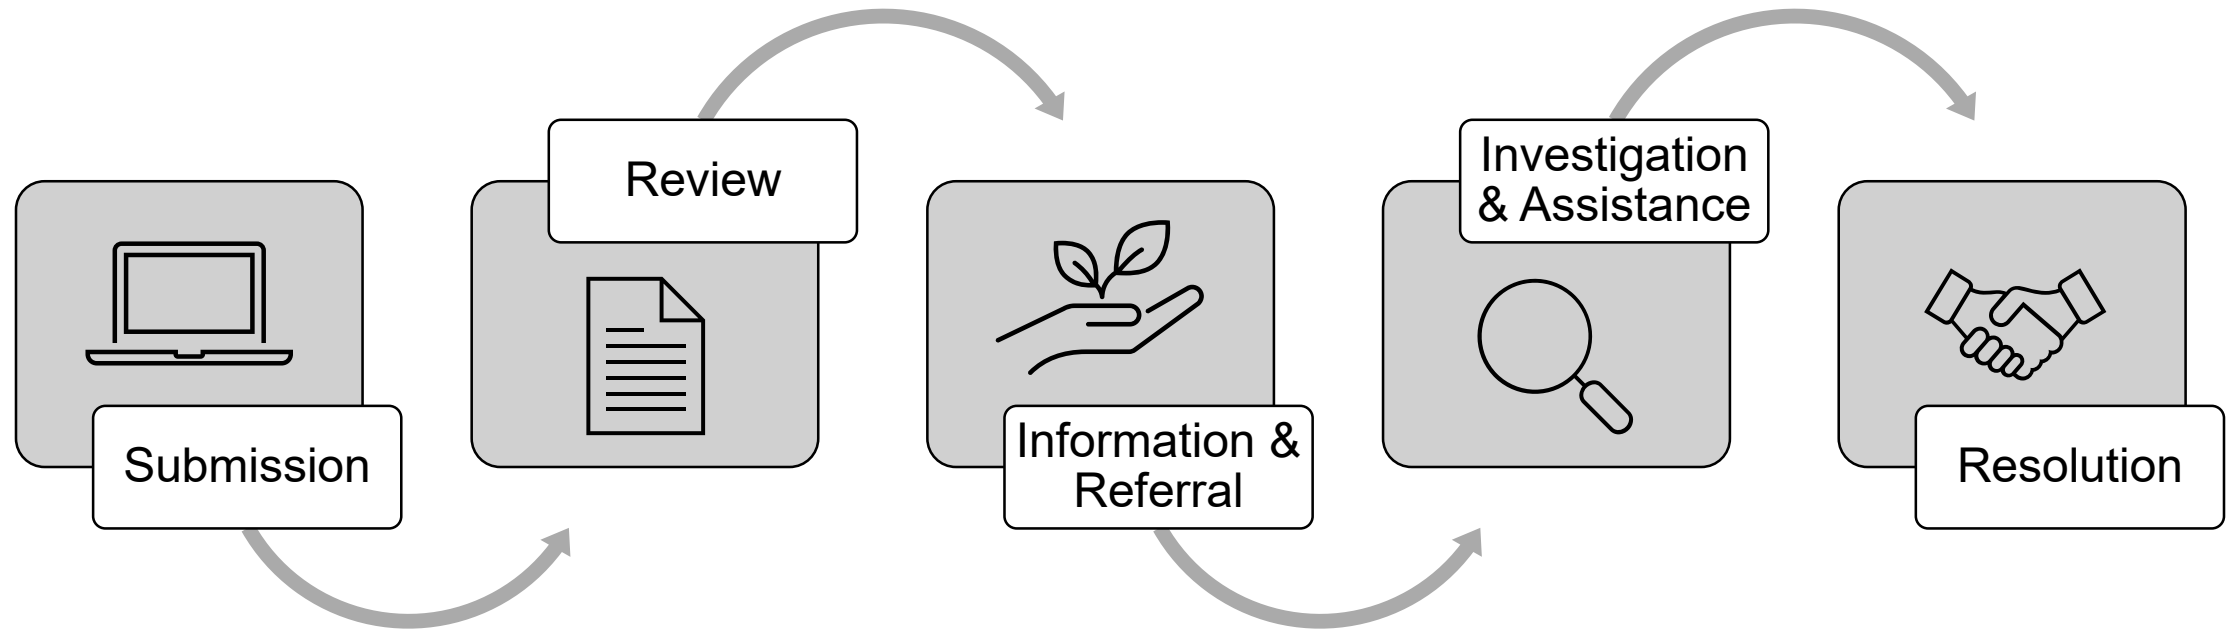 Submission
Review
Information &
Referral
Investigation
& Assistance
Resolution